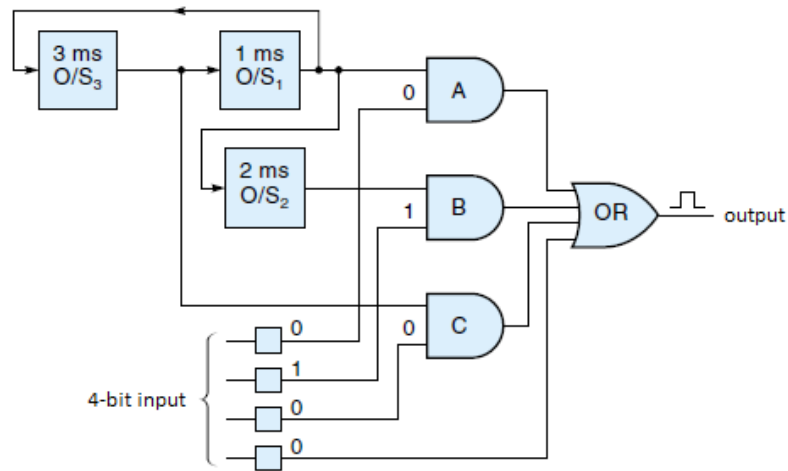 3 ms
O/S₃
1 ms
O/S₁
0
A
2 ms
O/S₂
1
B
OR
output
0
C
4-bit input
0
1
0
0